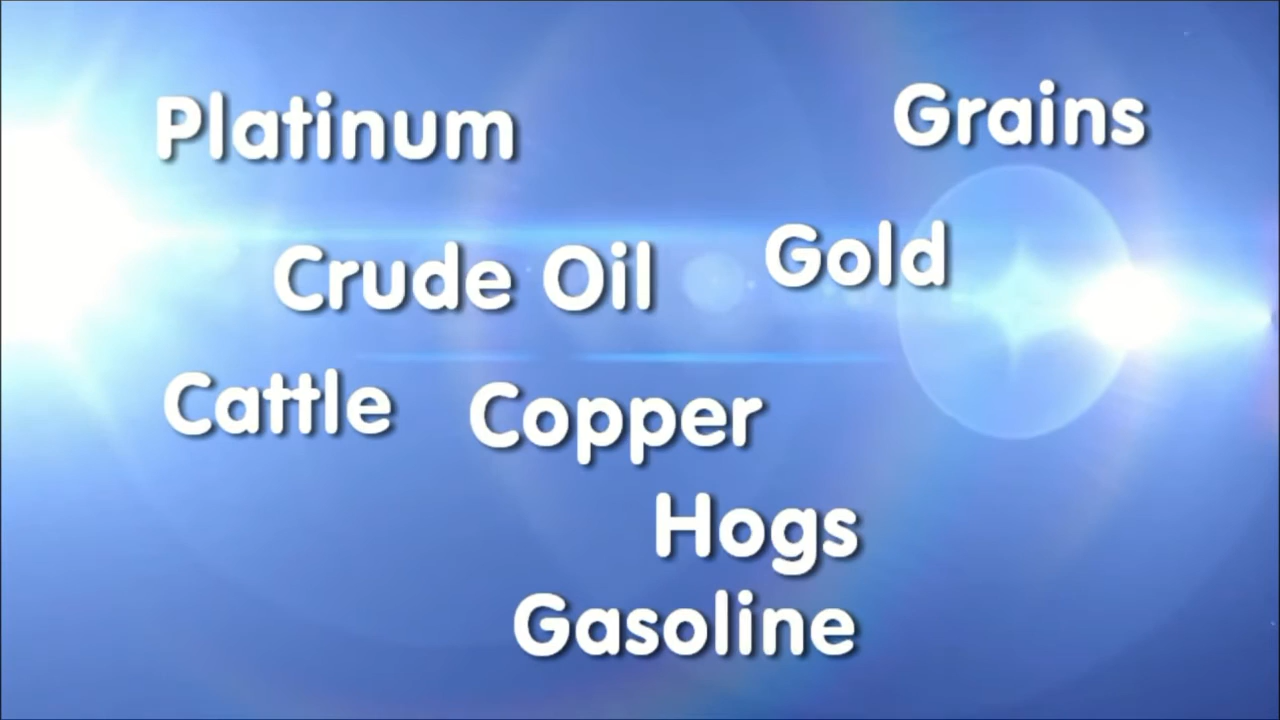 Platinum
Grains
Crude Oil
Gold
Cattle
Copper
Hogs
Gasoline